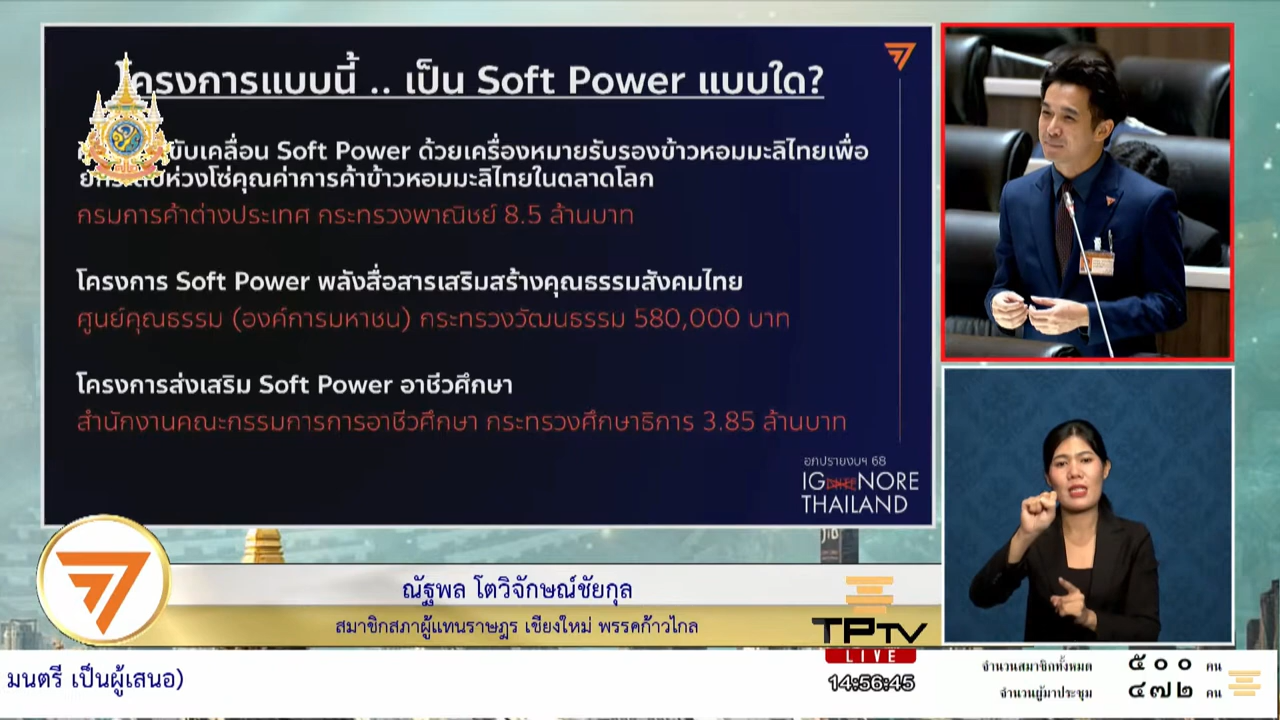 โครงการแบบนี้ .. เป็น Soft Power แบบใด?
ขับเคลื่อน Soft Power ด้วยเครื่องหมายรับรองข้าวหอมมะลิไทยเพื่อ
ห่วงโซ่คุณค่าการค้าข้าวหอมมะลิไทยในตลาดโลก
กรมการค้าต่างประเทศ กระทรวงพาณิชย์ 8.5 ล้านบาท
โครงการ Soft Power พลังสื่อสารเสริมสร้างคุณธรรมสังคมไทย
ศูนย์คุณธรรม (องค์การมหาชน) กระทรวงวัฒนธรรม 580,000 บาท
โครงการส่งเสริม Soft Power อาชีวศึกษา
สำนักงานคณะกรรมการการอาชีวศึกษา กระทรวงศึกษาธิการ 3.85 ล้านบาท
อภิปรายงบฯ 68
IGNORE
THAILAND
JIB
ณัฐพล โตวิจักษณ์ชัยกุล
สมาชิกสภาผู้แทนราษฎร เชียงใหม่ พรรคก้าวไกล
TPTV
LIVE
14:56:45
มนตรี เป็นผู้เสนอ)
จำนวนสมาชิกทั้งหมด ๕๐๐ คน
จำนวนผู้มาประชุม ๔๗๒ คน